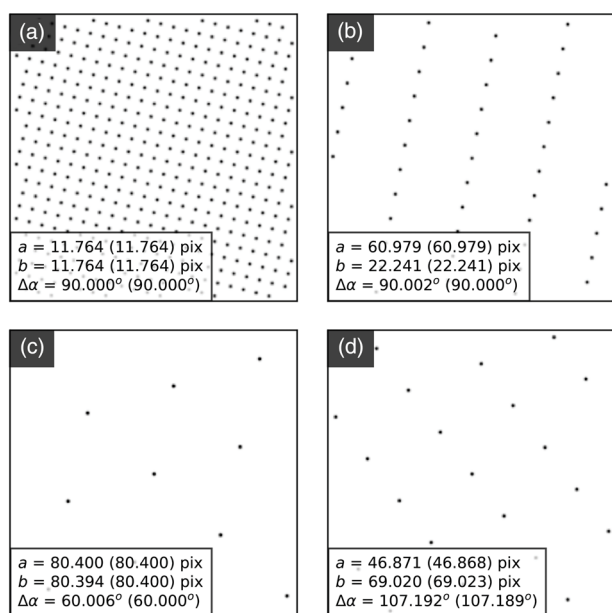 (a)
a = 11.764 (11.764) pix
b = 11.764 (11.764) pix
Δα = 90.000° (90.000°)
(b)
a = 60.979 (60.979) pix
b = 22.241 (22.241) pix
Δα = 90.002° (90.000°)
(c)
a = 80.400 (80.400) pix
b = 80.394 (80.400) pix
Δα = 60.006° (60.000°)
(d)
a = 46.871 (46.868) pix
b = 69.020 (69.023) pix
Δα = 107.192° (107.189°)